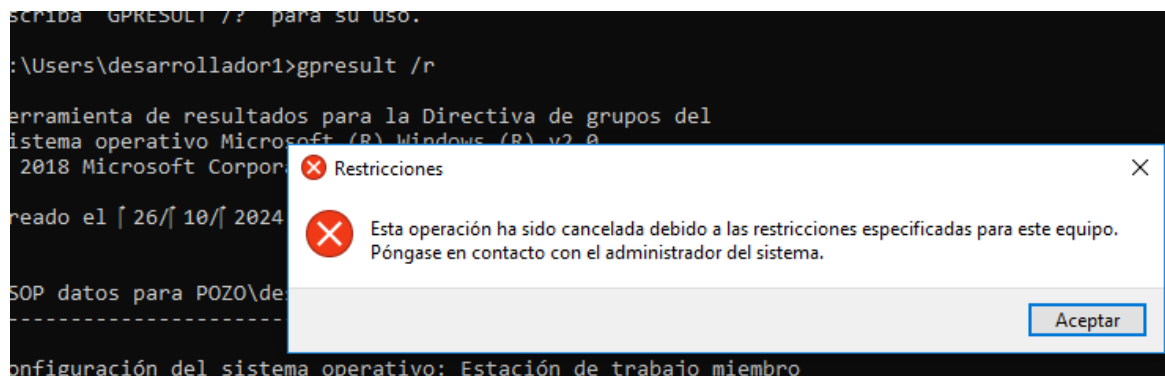 scriba "GPRESULT /?" para su uso.
:\Users\desarrollador1>gpresult /r
erramienta de resultados para la Directiva de grupos del
istema operativo Microsoft (R) Windows (R) v2.0
2018 Microsoft Corpor
reado el 26/ 10/ 2024
SOP datos para POZO\de
-----------------------
onfiguración del sistema operativo: Estación de trabajo miembro
Restricciones
Esta operación ha sido cancelada debido a las restricciones especificadas para este equipo.
Póngase en contacto con el administrador del sistema.
Aceptar